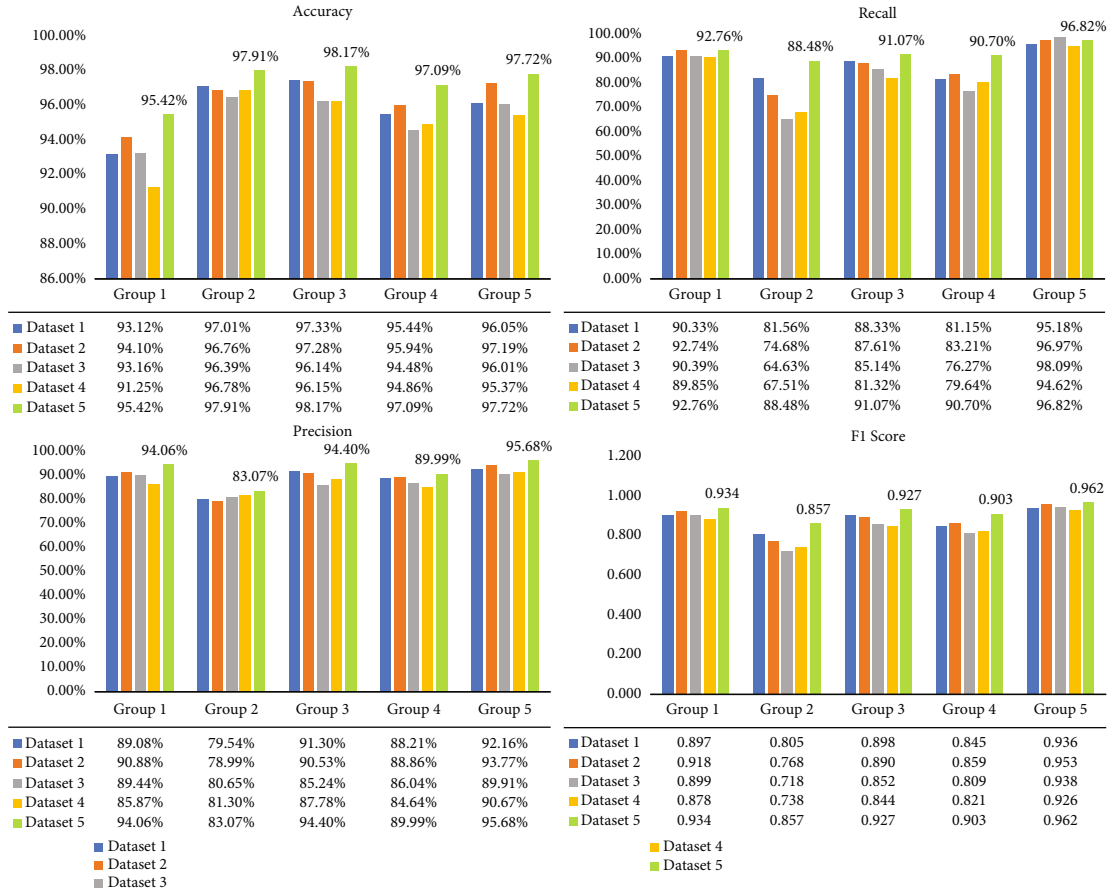 Accuracy
100.00%
98.00%
96.00%
94.00%
92.00%
90.00%
88.00%
86.00%
95.42%
97.91%
98.17%
97.09%
97.72%
Group 1 Group 2 Group 3 Group 4 Group 5
Dataset 1 93.12% 97.01% 97.33% 95.44% 96.05%
Dataset 2 94.10% 96.76% 97.28% 95.94% 97.19%
Dataset 3 93.16% 96.39% 96.14% 94.48% 96.01%
Dataset 4 91.25% 96.78% 96.15% 94.86% 95.37%
Dataset 5 95.42% 97.91% 98.17% 97.09% 97.72%
Recall
100.00%
90.00%
80.00%
70.00%
60.00%
50.00%
40.00%
30.00%
20.00%
10.00%
0.00%
92.76%
88.48%
91.07%
90.70%
96.82%
Group 1 Group 2 Group 3 Group 4 Group 5
Dataset 1 90.33% 81.56% 88.33% 81.15% 95.18%
Dataset 2 92.74% 74.68% 87.61% 83.21% 96.97%
Dataset 3 90.39% 64.63% 85.14% 76.27% 98.09%
Dataset 4 89.85% 67.51% 81.32% 79.64% 94.62%
Dataset 5 92.76% 88.48% 91.07% 90.70% 96.82%
Precision
100.00%
90.00%
80.00%
70.00%
60.00%
50.00%
40.00%
30.00%
20.00%
10.00%
0.00%
94.06%
83.07%
94.40%
89.99%
95.68%
Group 1 Group 2 Group 3 Group 4 Group 5
Dataset 1 89.08% 79.54% 91.30% 88.21% 92.16%
Dataset 2 90.88% 78.99% 90.53% 88.86% 93.77%
Dataset 3 89.44% 80.65% 85.24% 86.04% 89.91%
Dataset 4 85.87% 81.30% 87.78% 84.64% 90.67%
Dataset 5 94.06% 83.07% 94.40% 89.99% 95.68%
F1 Score
1.200
1.000
0.800
0.600
0.400
0.200
0.000
0.934
0.857
0.927
0.903
0.962
Group 1 Group 2 Group 3 Group 4 Group 5
Dataset 1 0.897 0.805 0.898 0.845 0.936
Dataset 2 0.918 0.768 0.890 0.859 0.953
Dataset 3 0.899 0.718 0.852 0.809 0.938
Dataset 4 0.878 0.738 0.844 0.821 0.926
Dataset 5 0.934 0.857 0.927 0.903 0.962
Dataset 1
Dataset 2
Dataset 3
Dataset 4
Dataset 5